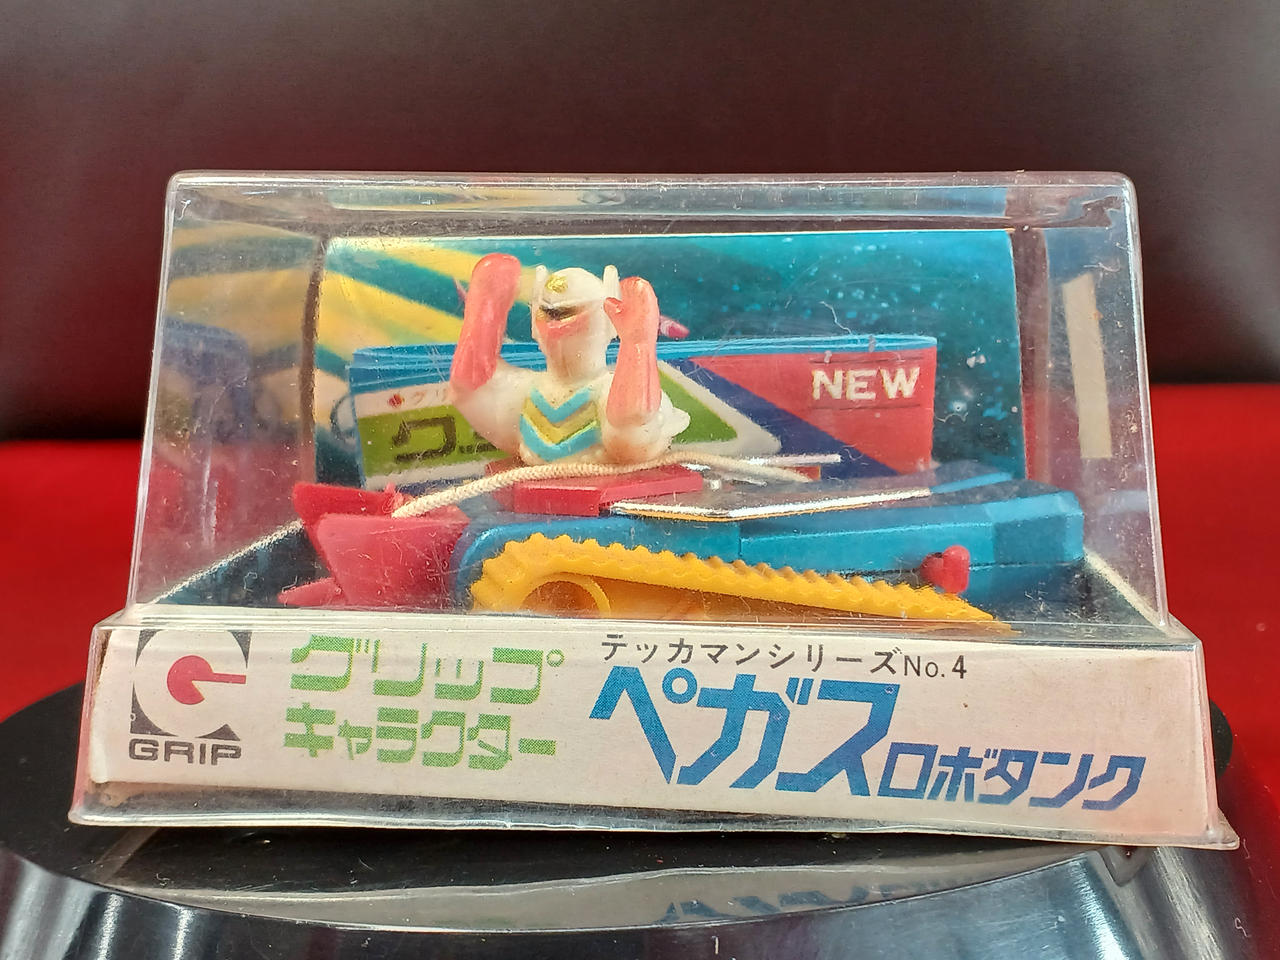 NEW
GRIP
グリップ
キャラクター
テッカマンシリーズNo.4
ペガスロボタンク